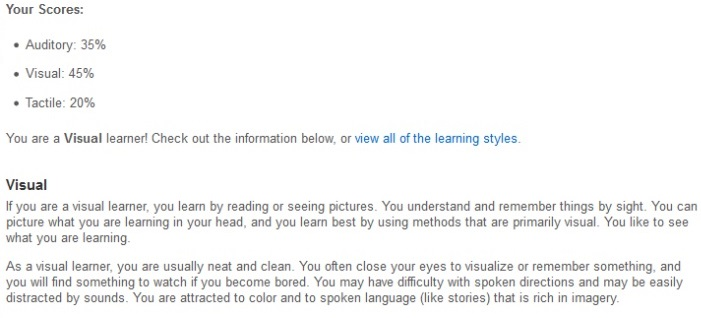 Your Scores:
• Auditory: 35%
• Visual: 45%
• Tactile: 20%
You are a Visual learner! Check out the information below, or view all of the learning styles.
Visual
If you are a visual learner, you learn by reading or seeing pictures. You understand and remember things by sight. You can
picture what you are learning in your head, and you learn best by using methods that are primarily visual. You like to see
what you are learning.
As a visual learner, you are usually neat and clean. You often close your eyes to visualize or remember something, and
you will find something to watch if you become bored. You may have difficulty with spoken directions and may be easily
distracted by sounds. You are attracted to color and to spoken language (like stories) that is rich in imagery.